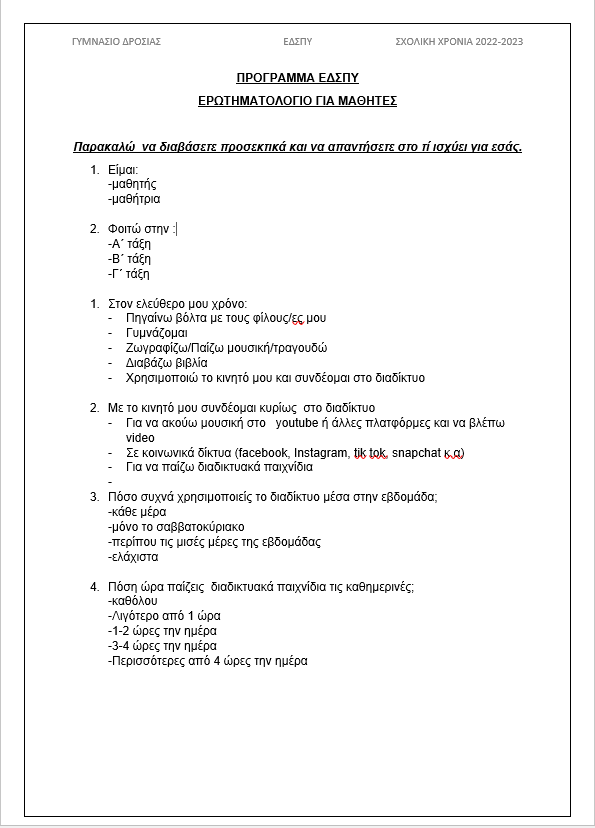 ΓΥΜΝΑΣΙΟ ΔΡΟΣΙΑΣ ΕΔΣΠΥ ΣΧΟΛΙΚΗ ΧΡΟΝΙΑ 2022-2023
ΠΡΟΓΡΑΜΜΑ ΕΔΣΠΥ
ΕΡΩΤΗΜΑΤΟΛΟΓΙΟ ΓΙΑ ΜΑΘΗΤΕΣ
Παρακαλώ να διαβάσετε προσεκτικά και να απαντήσετε στο τί ισχύει για εσάς.
1. Είμαι:
-μαθητής
-μαθήτρια
2. Φοιτώ στην :
-Α΄ τάξη
-Β΄ τάξη
-Γ΄ τάξη
1. Στον ελεύθερο μου χρόνο:
- Πηγαίνω βόλτα με τους φίλους/ες μου
- Γυμνάζομαι
- Ζωγραφίζω/Παίζω μουσική/τραγουδώ
- Διαβάζω βιβλία
- Χρησιμοποιώ το κινητό μου και συνδέομαι στο διαδίκτυο
2. Με το κινητό μου συνδέομαι κυρίως στο διαδίκτυο
- Για να ακούω μουσική στο youtube ή άλλες πλατφόρμες και να βλέπω
video
- Σε κοινωνικά δίκτυα (facebook, Instagram, tik tok, snapchat κ.α)
- Για να παίζω διαδικτυακά παιχνίδια
-
3. Πόσο συχνά χρησιμοποιείς το διαδίκτυο μέσα στην εβδομάδα;
-κάθε μέρα
-μόνο το σαββατοκύριακο
-περίπου τις μισές μέρες της εβδομάδας
-ελάχιστα
4. Πόση ώρα παίζεις διαδικτυακά παιχνίδια τις καθημερινές;
-καθόλου
-Λιγότερο από 1 ώρα
-1-2 ώρες την ημέρα
-3-4 ώρες την ημέρα
-Περισσότερες από 4 ώρες την ημέρα